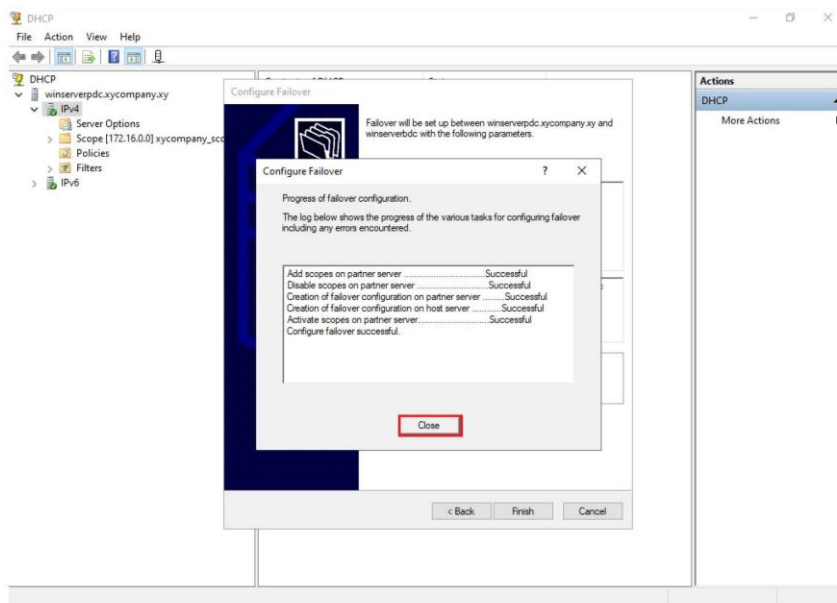 DHCP
File Action View Help
DHCP
winserverpdc.xycompany.xy
IPv4
Server Options
Scope [172.16.0.0] xycompany_sco
Policies
Filters
IPv6
Configure Failover
Failover will be set up between winserverpdc.xycompany.xy and
winserverbdc with the following parameters.
Configure Failover
?
Progress of failover configuration.
The log below shows the progress of the various tasks for configuring failover
including any errors encountered.
Add scopes on partner server ................................Successful
Disable scopes on partner server ............................Successful
Creation of failover configuration on partner server .........Successful
Creation of failover configuration on host server ............Successful
Activate scopes on partner server............................Successful
Configure failover successful.
Close
< Back Finish Cancel
Actions
DHCP
More Actions